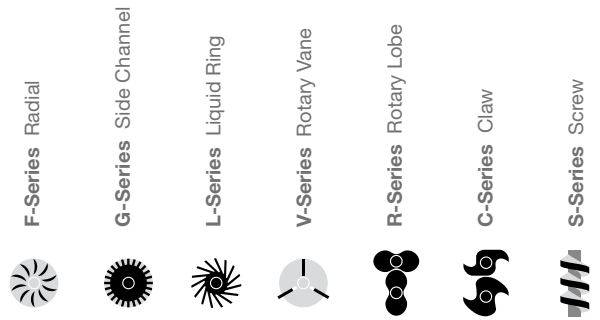 F-Series Radial
G-Series Side Channel
L-Series Liquid Ring
V-Series Rotary Vane
R-Series Rotary Lobe
C-Series Claw
S-Series Screw